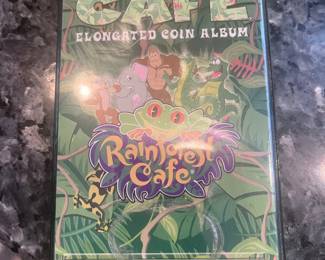 CAFE
ELONGATED COIN ALBUM
Rainforest
Cafe